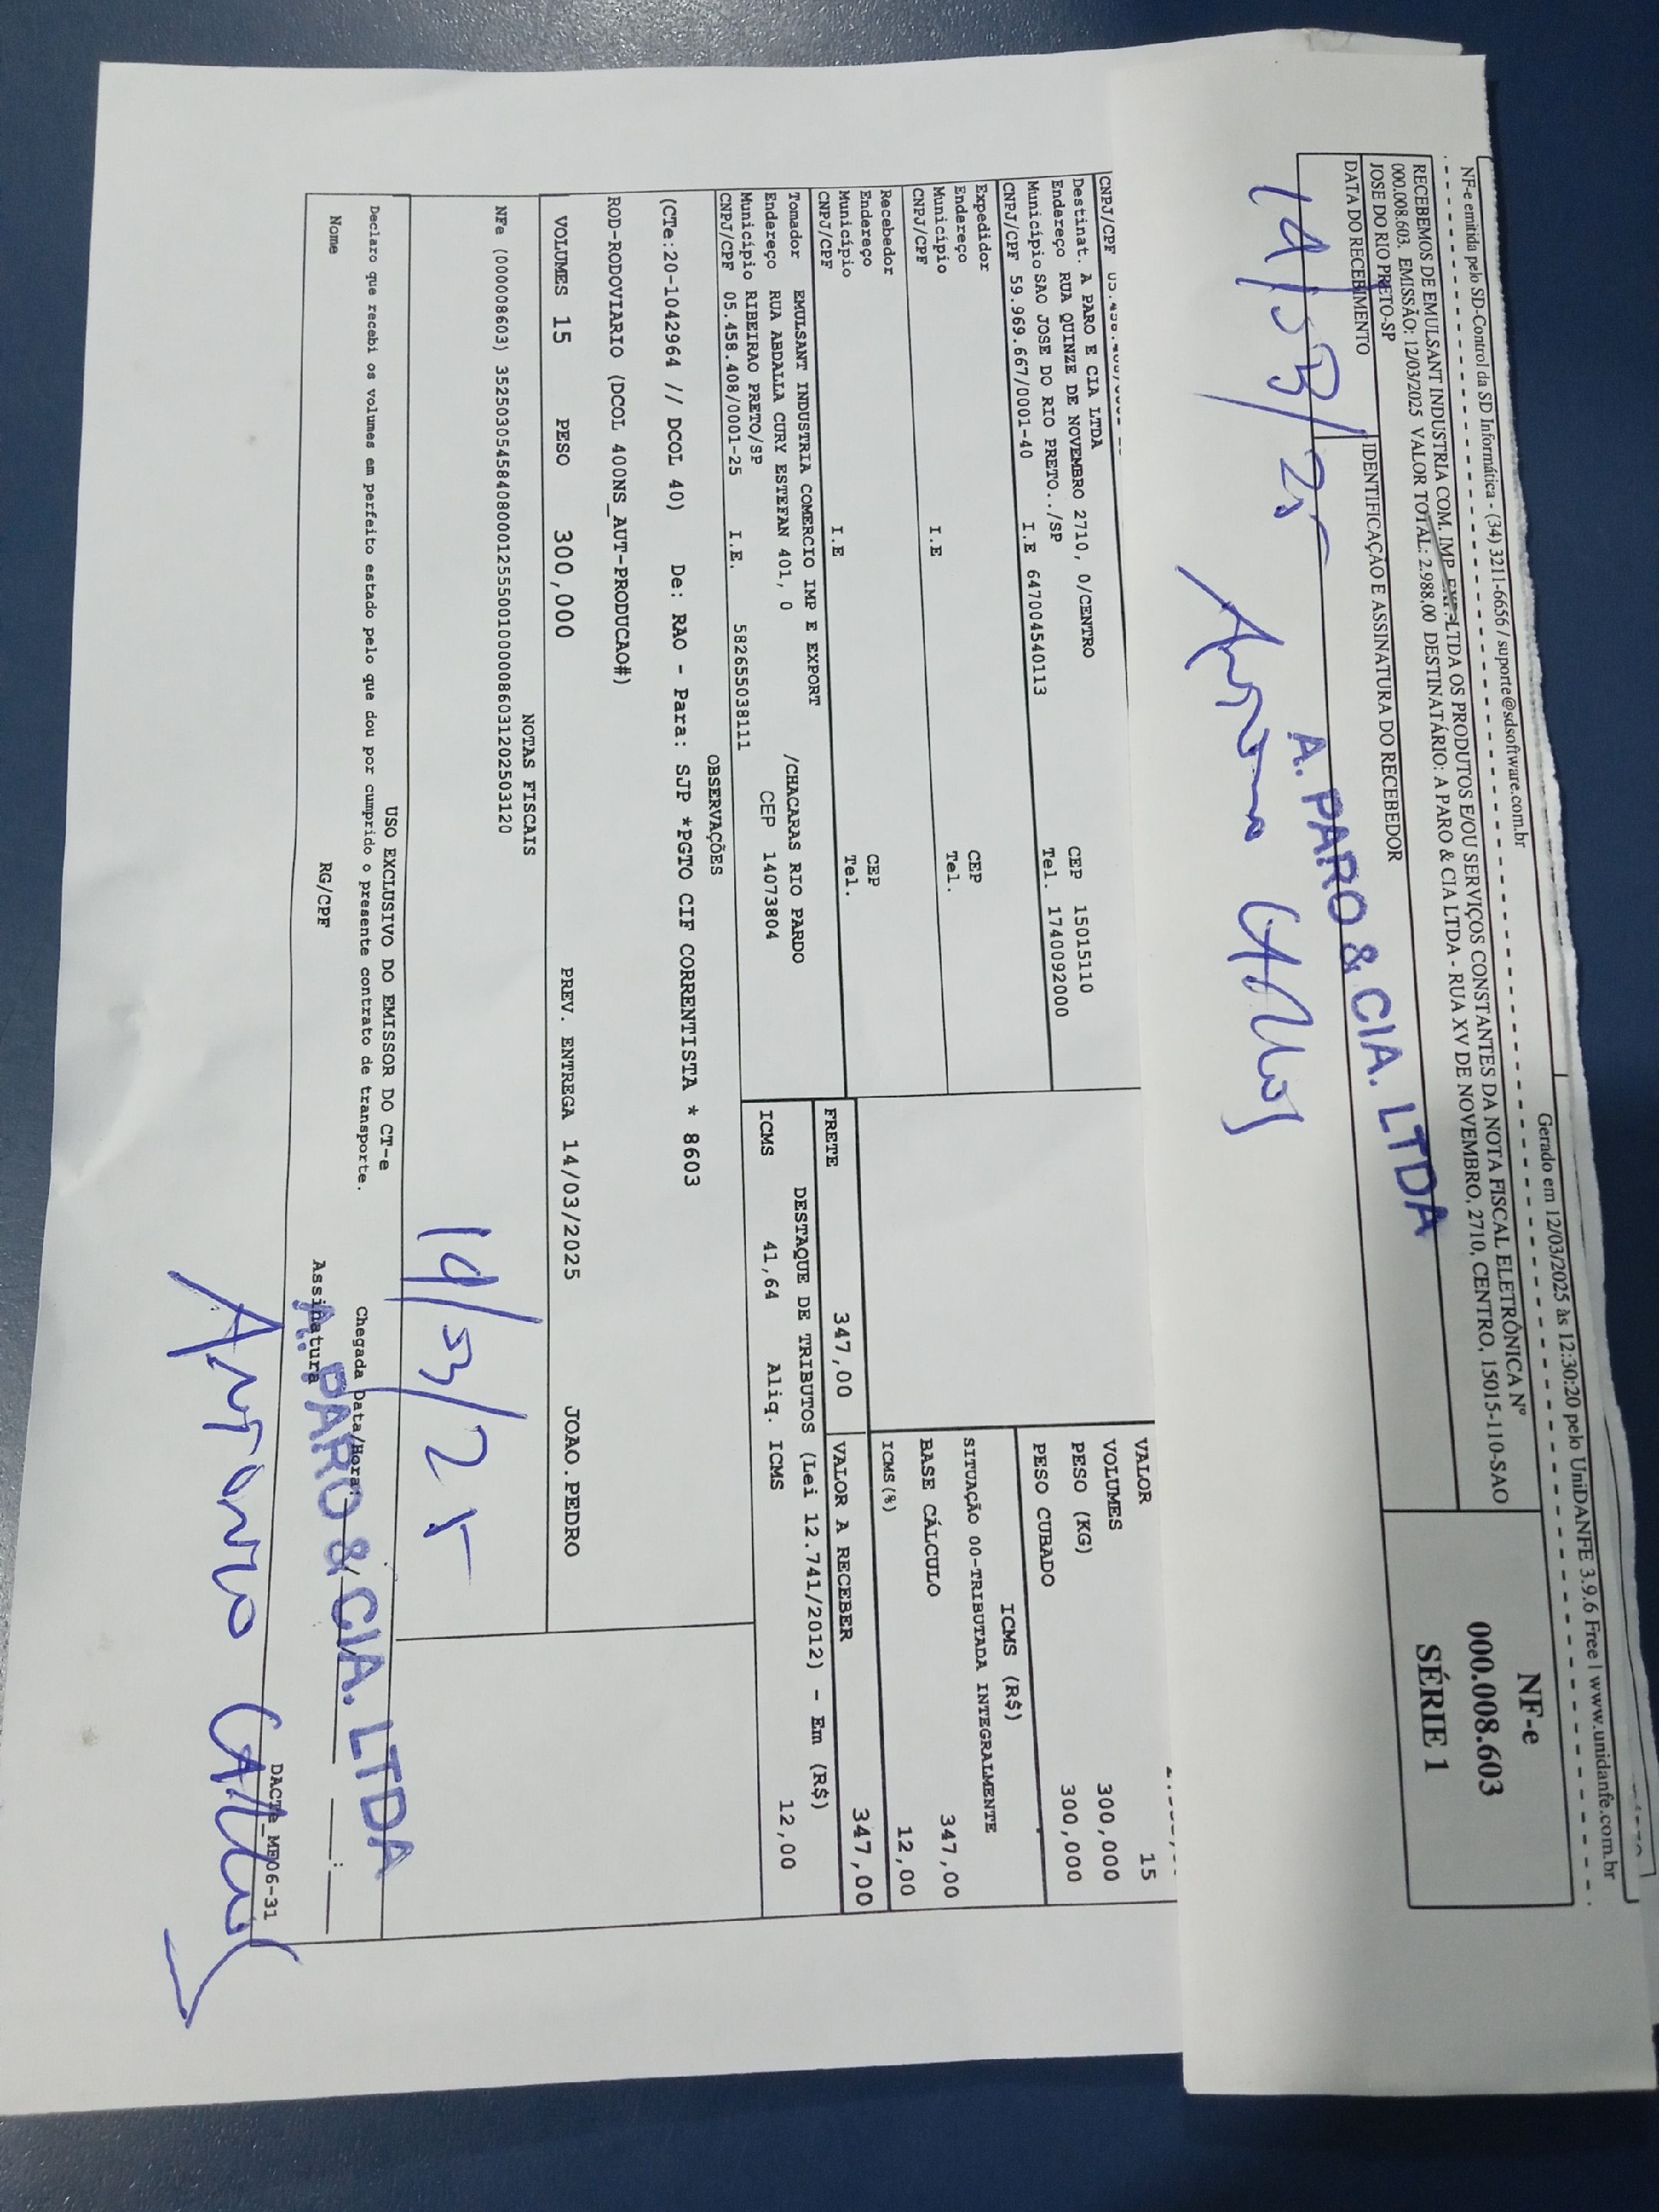 Gerado em 12/03/2025 às 12:30:20 pelo UniDANFE 3.9.6 Free | www.unidanfe.com.br
NF-e emitida pelo SD-Control da SD Informática - (34) 3211-6656 / suporte@sdsoftware.com.br
RECEBEMOS DE EMULSANT INDUSTRIA COM. IMP. EXP. LTDA OS PRODUTOS E/OU SERVIÇOS CONSTANTES DA NOTA FISCAL ELETRÔNICA Nº
000.008.603. EMISSÃO: 12/03/2025 VALOR TOTAL: 2.988,00 DESTINATÁRIO: A PARO & CIA LTDA - RUA XV DE NOVEMBRO, 2710, CENTRO, 15015-110-SAO
JOSE DO RIO PRETO-SP
NF-e
000.008.603
SÉRIE 1
DATA DO RECEBIMENTO
IDENTIFICAÇÃO E ASSINATURA DO RECEBEDOR
14/03/25
A. PARO & CIA. LTDA
Antonio Carlos
CNPJ/CPF
Destinat. A PARO E CIA LTDA
Endereço RUA QUINZE DE NOVEMBRO 2710, 0/CENTRO CEP 15015110
Município SAO JOSE DO RIO PRETO../SP Tel. 1740092000
CNPJ/CPF 59.969.667/0001-40 I.E 647004540113
Expedidor
Endereço CEP
Município Tel.
CNPJ/CPF I.E
Recebedor
Endereço CEP
Município Tel.
CNPJ/CPF I.E
VALOR
VOLUMES 15
PESO (KG) 300,000
PESO CUBADO 300,000
ICMS (R$)
SITUAÇÃO 00-TRIBUTADA INTEGRALMENTE
BASE CÁLCULO 347,00
ICMS(%) 12,00
FRETE 347,00 VALOR A RECEBER 347,00
Tomador EMULSANT INDUSTRIA COMERCIO IMP E EXPORT
Endereço RUA ABDALLA CURY ESTEFAN 401, 0 /CHACARAS RIO PARDO
Município RIBEIRAO PRETO/SP CEP 14073804
CNPJ/CPF 05.458.408/0001-25 I.E. 582655038111
DESTAQUE DE TRIBUTOS (Lei 12.741/2012) - Em (R$)
ICMS 41,64 Aliq. ICMS 12,00
OBSERVAÇÕES
(CTe:20-1042964 // DCOL 40) De: RAO - Para: SJP *PGTO CIF CORRENTISTA * 8603
ROD-RODOVIARIO (DCOL 400NS_AUT-PRODUCAO#)
VOLUMES 15 PESO 300,000 PREV. ENTREGA 14/03/2025 JOAO.PEDRO
NOTAS FISCAIS
NFe (000008603) 35250305458408000125550010000086031202503120
14/03/25
USO EXCLUSIVO DO EMISSOR DO CT-e
Declaro que recebi os volumes em perfeito estado pelo que dou por cumprido o presente contrato de transporte.
Chegada Data/Hora:
Nome RG/CPF Assinatura
A. PARO & CIA. LTDA
Antonio Carlos
DACTe_MF06-31